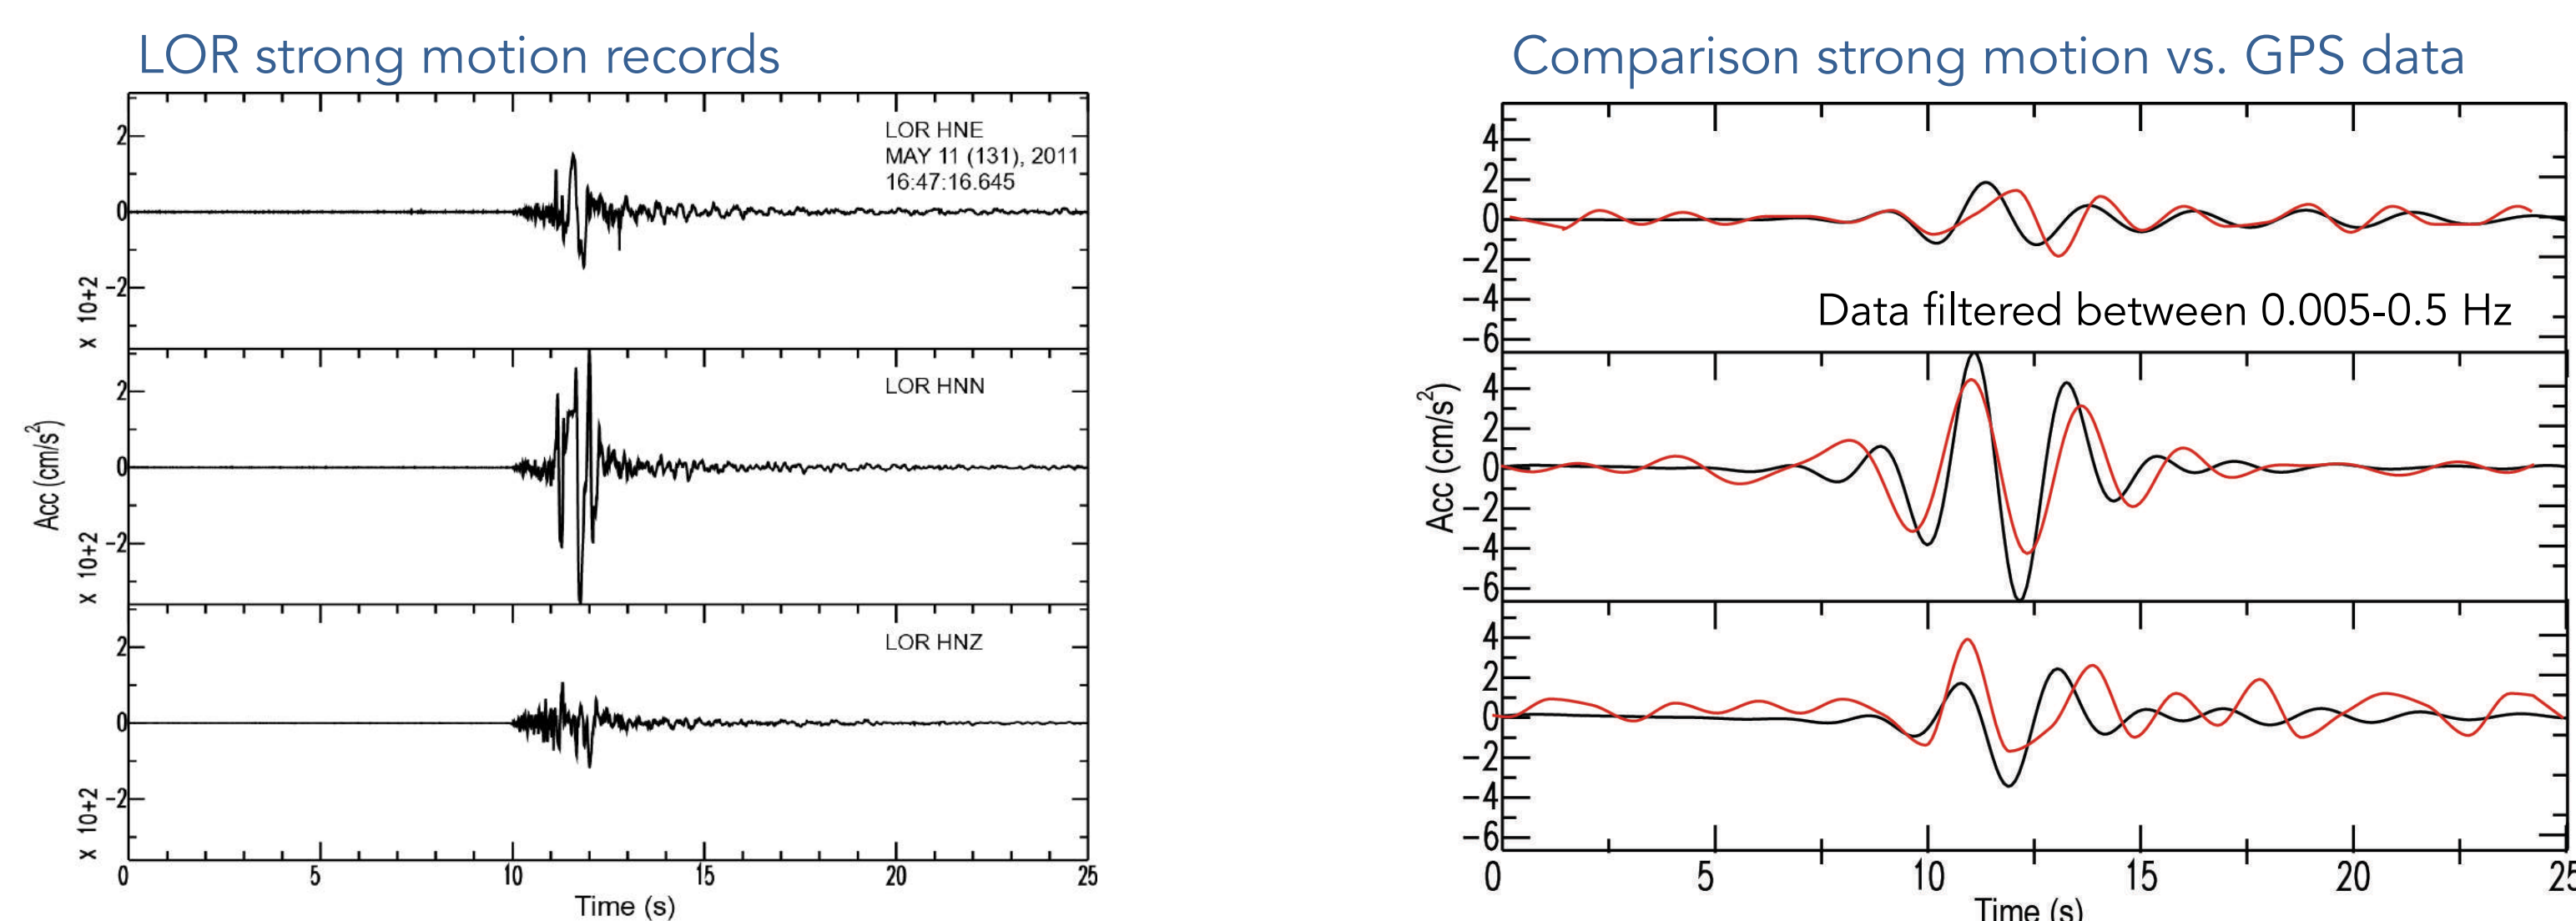 LOR strong motion records
2
0
-2
x 10+2
LOR HNE
MAY 11 (131), 2011
16:47:16.645
2
0
-2
x 10+2
LOR HNN
Acc (cm/s²)
2
0
-2
x 10+2
LOR HNZ
0 5 10 15 20 25
Time (s)
Comparison strong motion vs. GPS data
4
2
0
−2
−4
−6
Data filtered between 0.005-0.5 Hz
4
2
0
−2
−4
−6
Acc (cm/s²)
4
2
0
−2
−4
−6
0 5 10 15 20 25
Time (s)